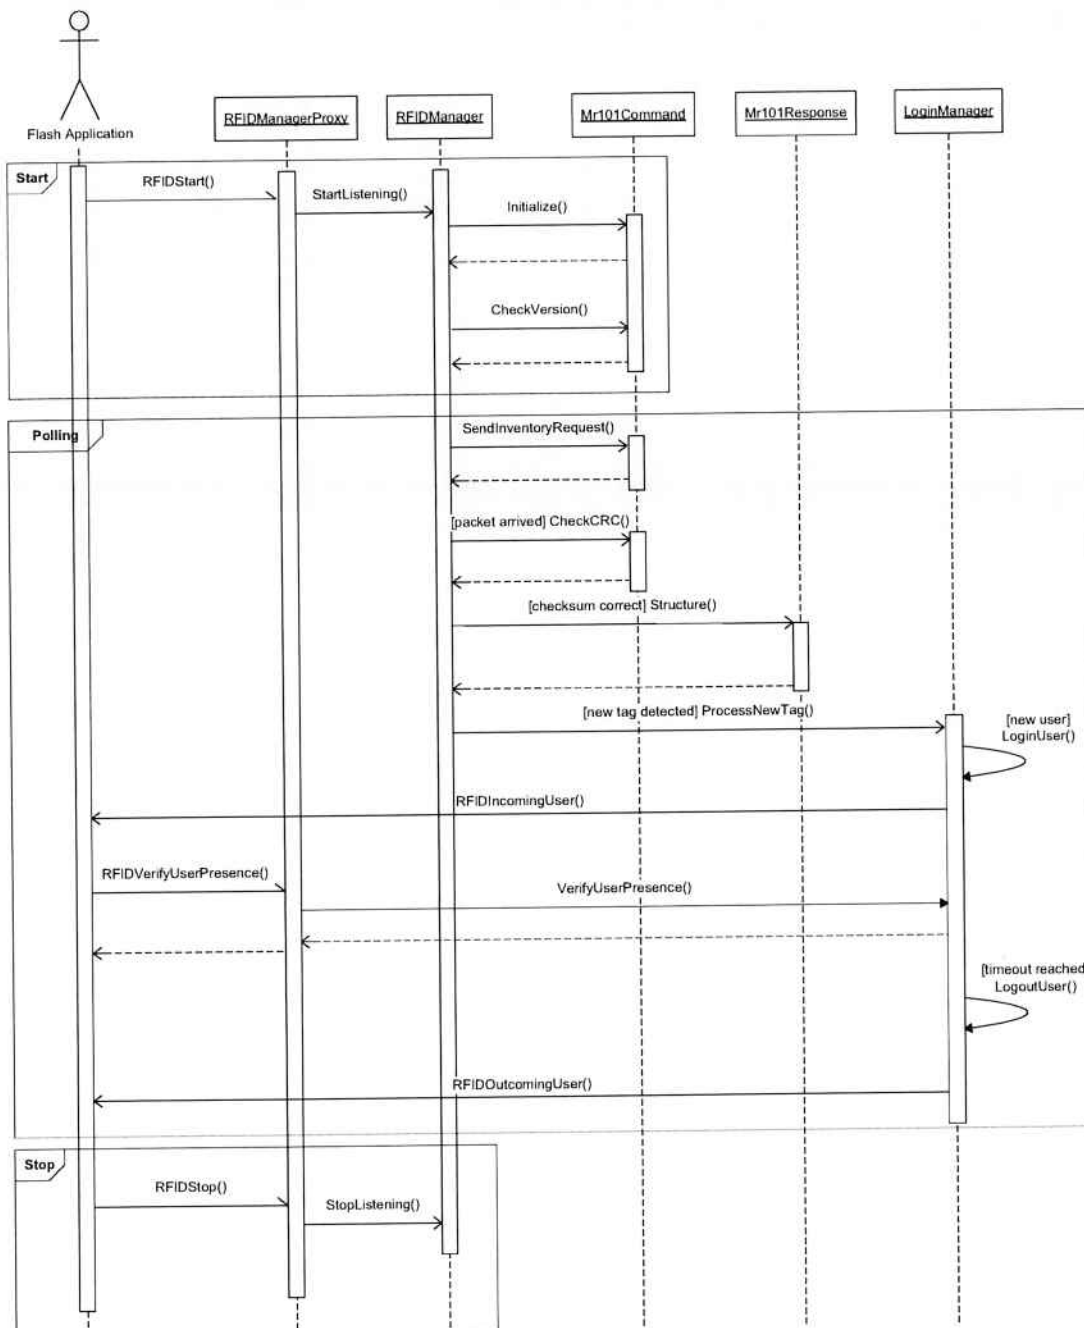 Flash Application
RFIDManagerProxy
RFIDManager
Mr101Command
Mr101Response
LoginManager
Start
RFIDStart()
StartListening()
Initialize()
CheckVersion()
Polling
SendInventoryRequest()
[packet arrived] CheckCRC()
[checksum correct] Structure()
[new tag detected] ProcessNewTag()
[new user]
LoginUser()
RFIDIncomingUser()
RFIDVerifyUserPresence()
VerifyUserPresence()
[timeout reached
LogoutUser()
RFIDOutcomingUser()
Stop
RFIDStop()
StopListening()